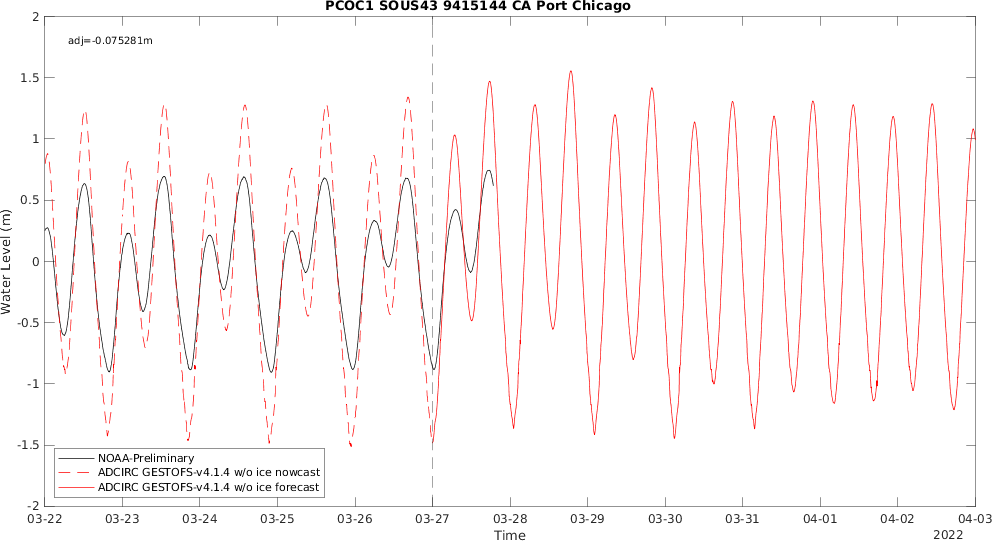 PCOC1 SOUS43 9415144 CA Port Chicago
adj=-0.075281m
2
1.5
1
0.5
0
-0.5
-1
-1.5
-2
Water Level (m)
NOAA-Preliminary
ADCIRC GESTOFS-v4.1.4 w/o ice nowcast
ADCIRC GESTOFS-v4.1.4 w/o ice forecast
03-22 03-23 03-24 03-25 03-26 03-27 03-28 03-29 03-30 03-31 04-01 04-02 04-03
Time
2022